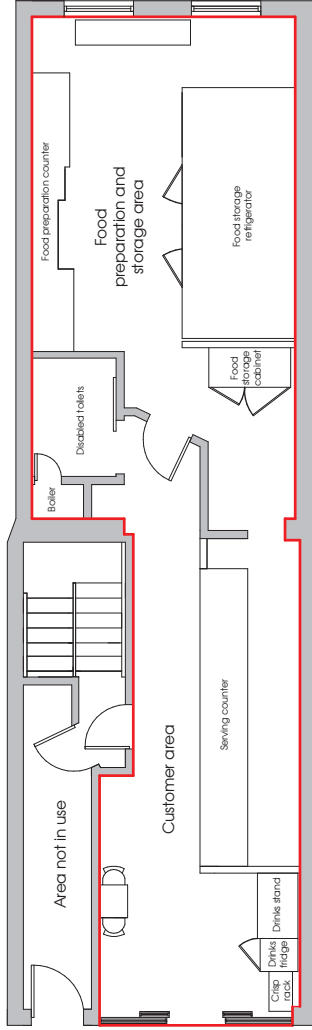 Food preparation counter
Food
preparation and
storage area
Food storage
refrigerator
Food
storage
cabinet
Disabled toilets
Boiler
Area not in use
Customer area
Serving counter
Drinks stand
Drinks
fridge
Crisp
rack